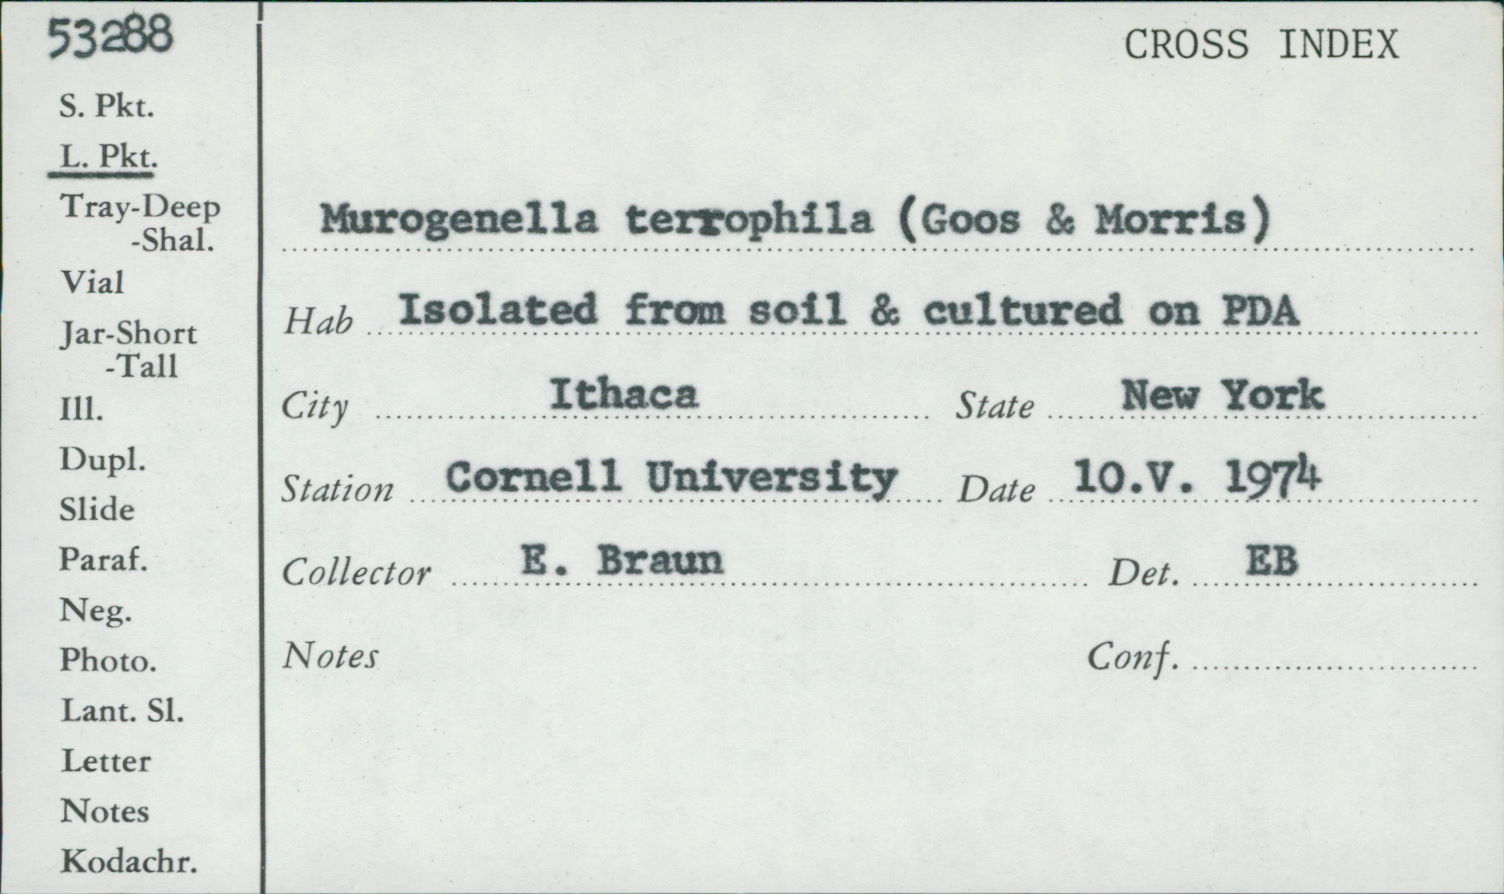 53288
CROSS INDEX
S. Pkt.
L. Pkt.
Tray-Deep
-Shal.
Vial
Jar-Short
-Tall
Ill.
Dupl.
Slide
Paraf.
Neg.
Photo.
Lant. Sl.
Letter
Notes
Kodachr.
Murogenella terrophila (Goos & Morris)
Hab Isolated from soil & cultured on PDA
City Ithaca State New York
Station Cornell University Date 10.V. 1974
Collector E. Braun Det. EB
Notes Conf.